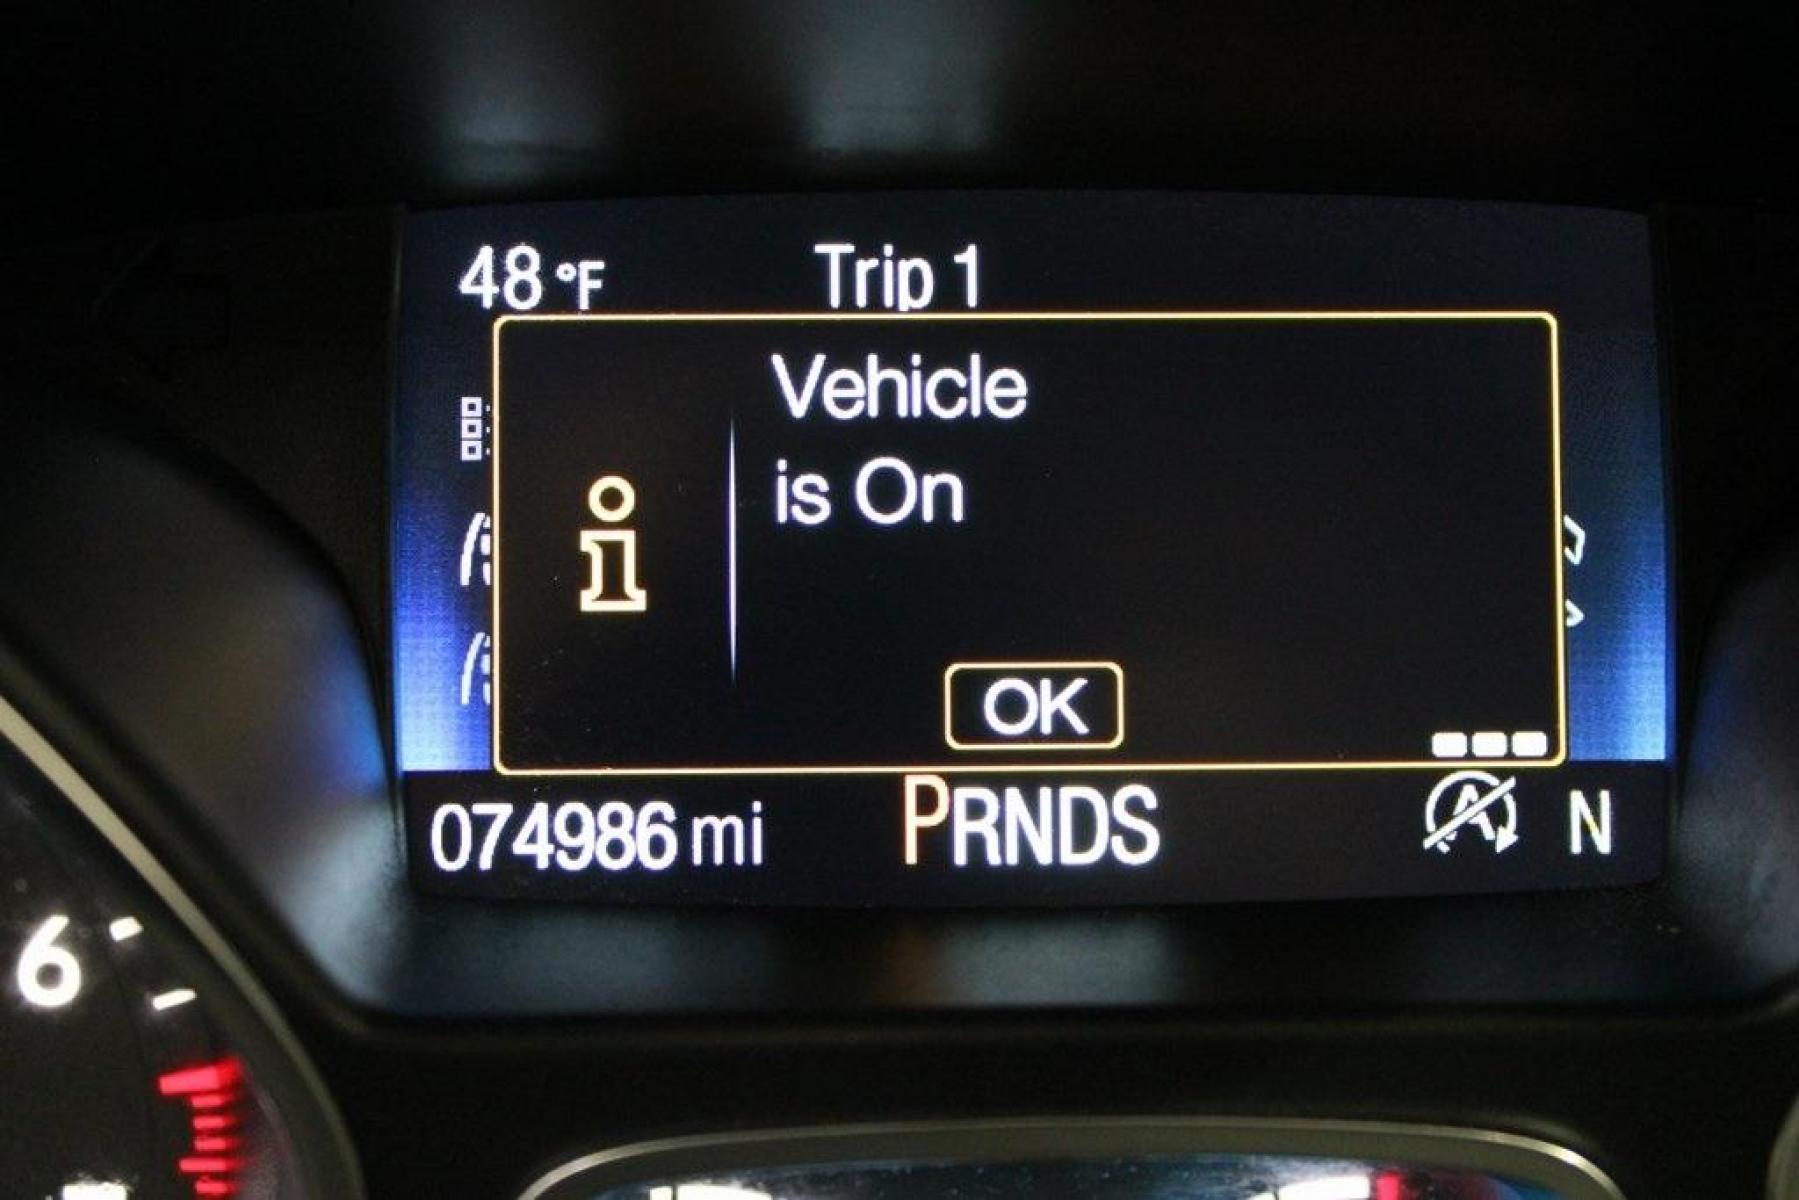 48 °F Trip 1
Vehicle
is On
OK
074986 mi PRNDS A N
6